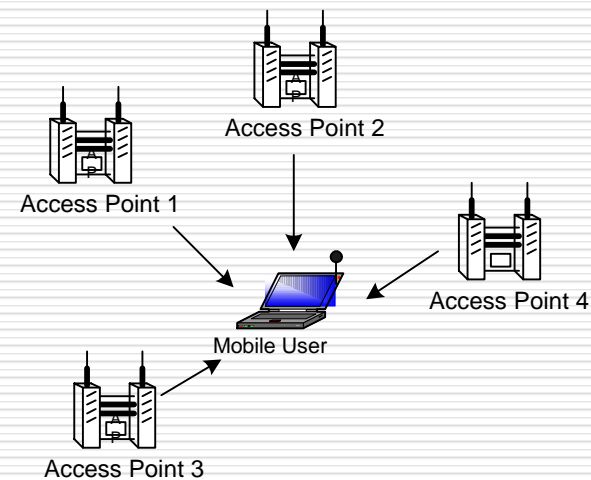 A
P
Access Point 2
A
P
Access Point 1
Access Point 4
Mobile User
A
P
Access Point 3